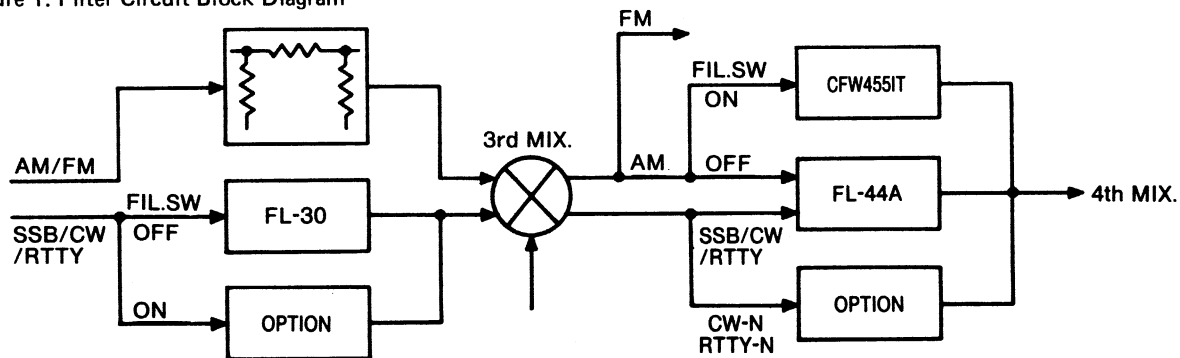 ure 1. Filter Circuit Block Diagram
FM
FIL.SW
ON
CFW455IT
3rd MIX.
AM/FM
AM
OFF
FL-44A
4th MIX.
FIL.SW
OFF
FL-30
SSB/CW
/RTTY
SSB/CW
/RTTY
ON
OPTION
OPTION
CW-N
RTTY-N